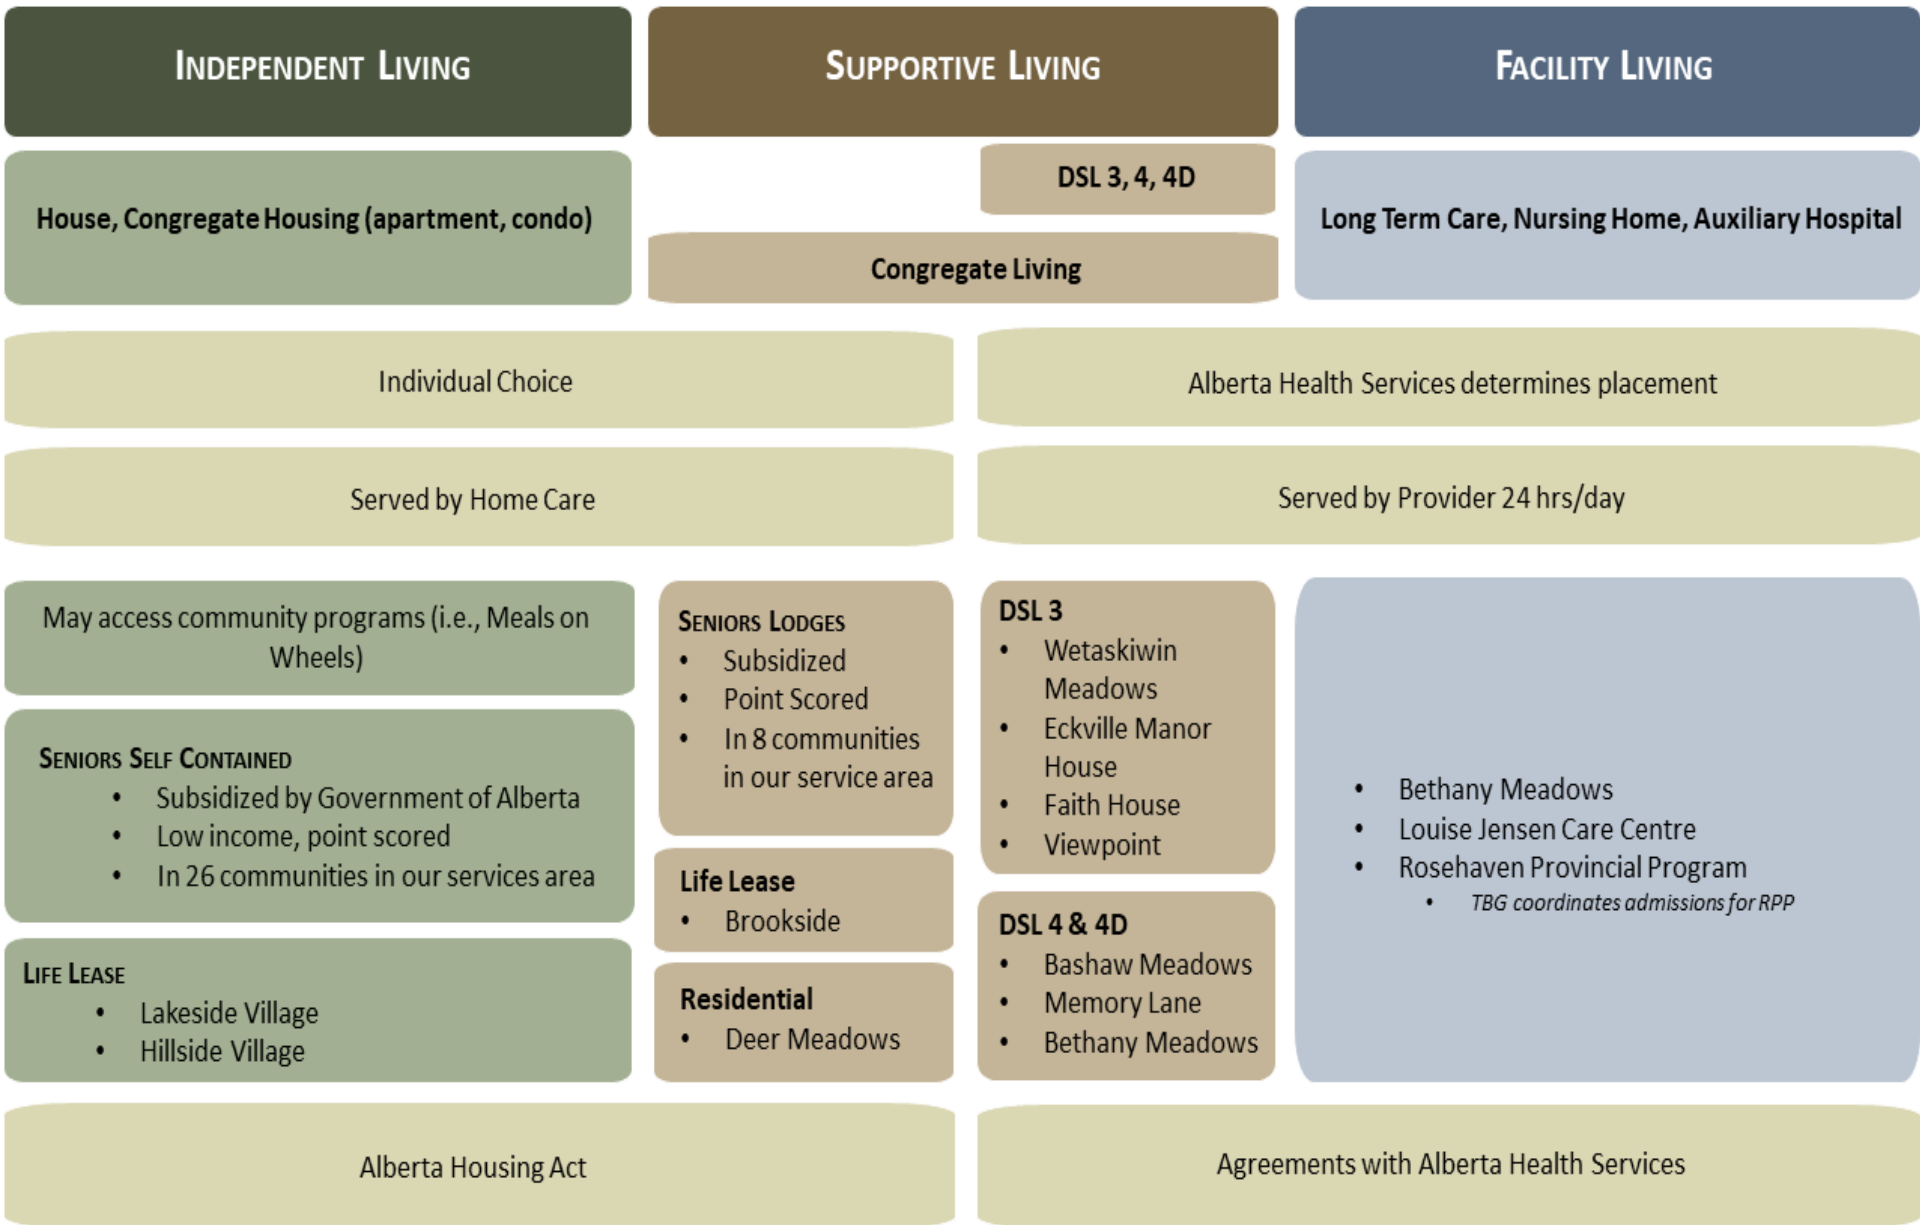 INDEPENDENT LIVING
SUPPORTIVE LIVING
FACILITY LIVING
House, Congregate Housing (apartment, condo)
DSL 3, 4, 4D
Congregate Living
Long Term Care, Nursing Home, Auxiliary Hospital
Individual Choice
Alberta Health Services determines placement
Served by Home Care
Served by Provider 24 hrs/day
May access community programs (i.e., Meals on
Wheels)
SENIORS SELF CONTAINED
• Subsidized by Government of Alberta
• Low income, point scored
• In 26 communities in our services area
LIFE LEASE
• Lakeside Village
• Hillside Village
SENIORS LODGES
• Subsidized
• Point Scored
• In 8 communities
in our service area
Life Lease
• Brookside
Residential
• Deer Meadows
DSL 3
• Wetaskiwin
Meadows
• Eckville Manor
House
• Faith House
• Viewpoint
DSL 4 & 4D
• Bashaw Meadows
• Memory Lane
• Bethany Meadows
• Bethany Meadows
• Louise Jensen Care Centre
• Rosehaven Provincial Program
• TBG coordinates admissions for RPP
Alberta Housing Act
Agreements with Alberta Health Services